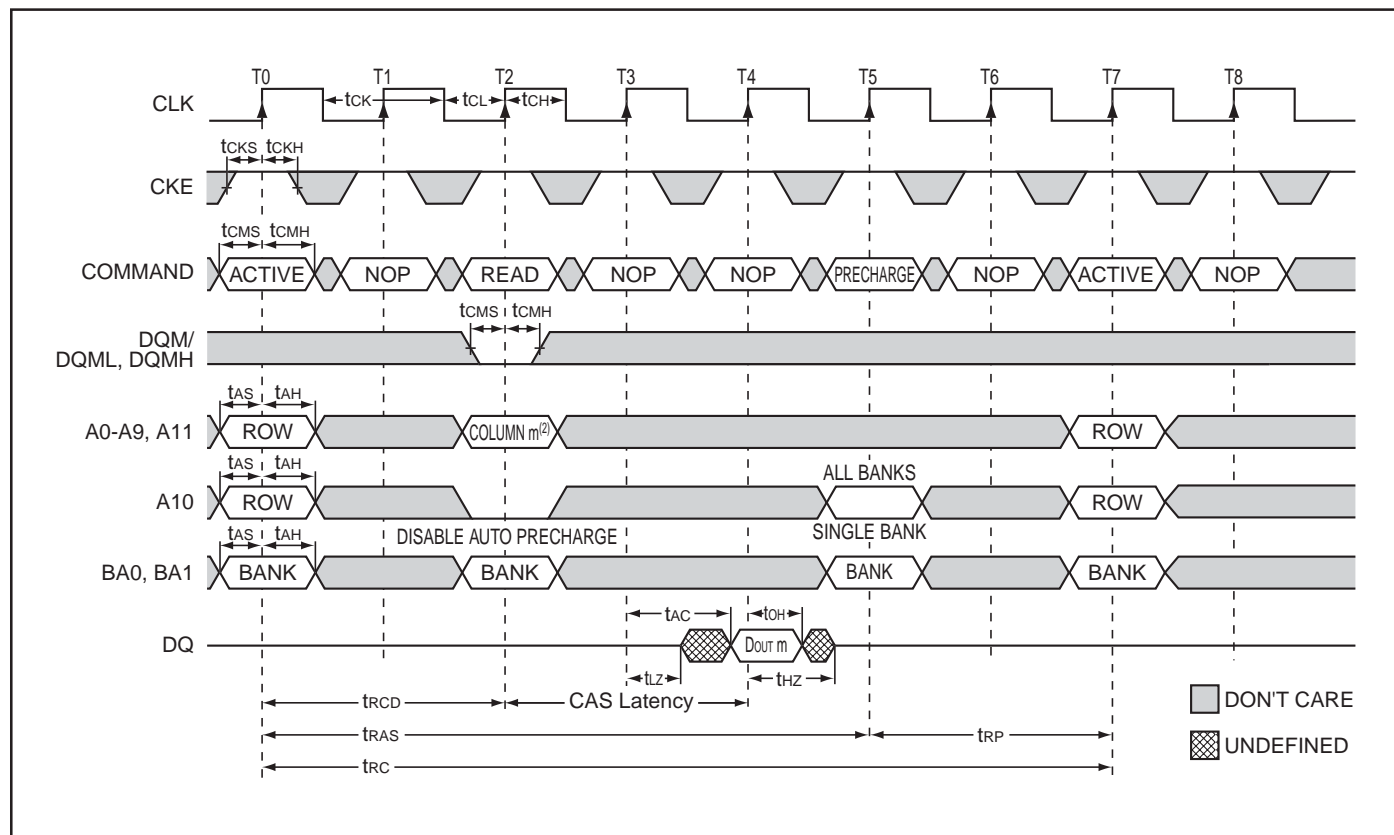 T0 T1 T2 T3 T4 T5 T6 T7 T8
CLK
tCK tCL tCH
tCKS tCKH
CKE
tCMS tCMH
COMMAND ACTIVE NOP READ NOP NOP PRECHARGE NOP ACTIVE NOP
tCMS tCMH
DQM/
DQML, DQMH
tAS tAH
A0-A9, A11 ROW COLUMN m(2) ROW
tAS tAH
ALL BANKS
A10 ROW ROW
DISABLE AUTO PRECHARGE SINGLE BANK
tAS tAH
BA0, BA1 BANK BANK BANK BANK
tAC tOH
DQ DOUT m
tLZ tHZ
tRCD CAS Latency
tRAS tRP
tRC
DON'T CARE
UNDEFINED